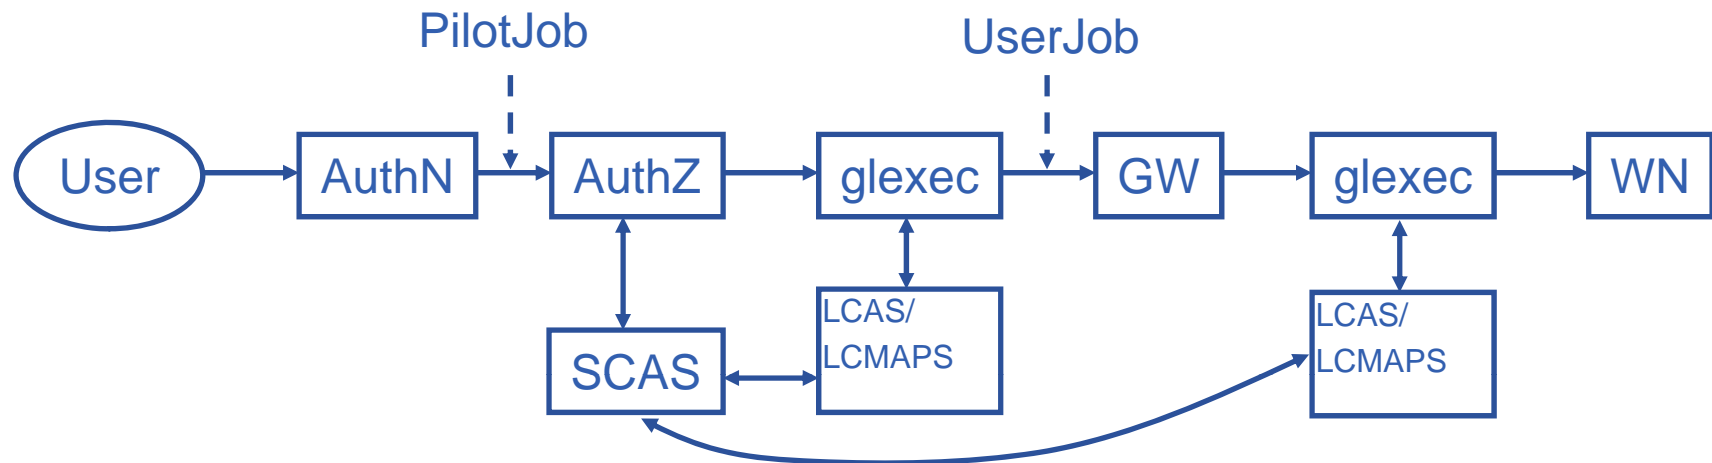 PilotJob
UserJob
User
AuthN
AuthZ
glexec
GW
glexec
WN
LCAS/
LCMAPS
LCAS/
LCMAPS
SCAS